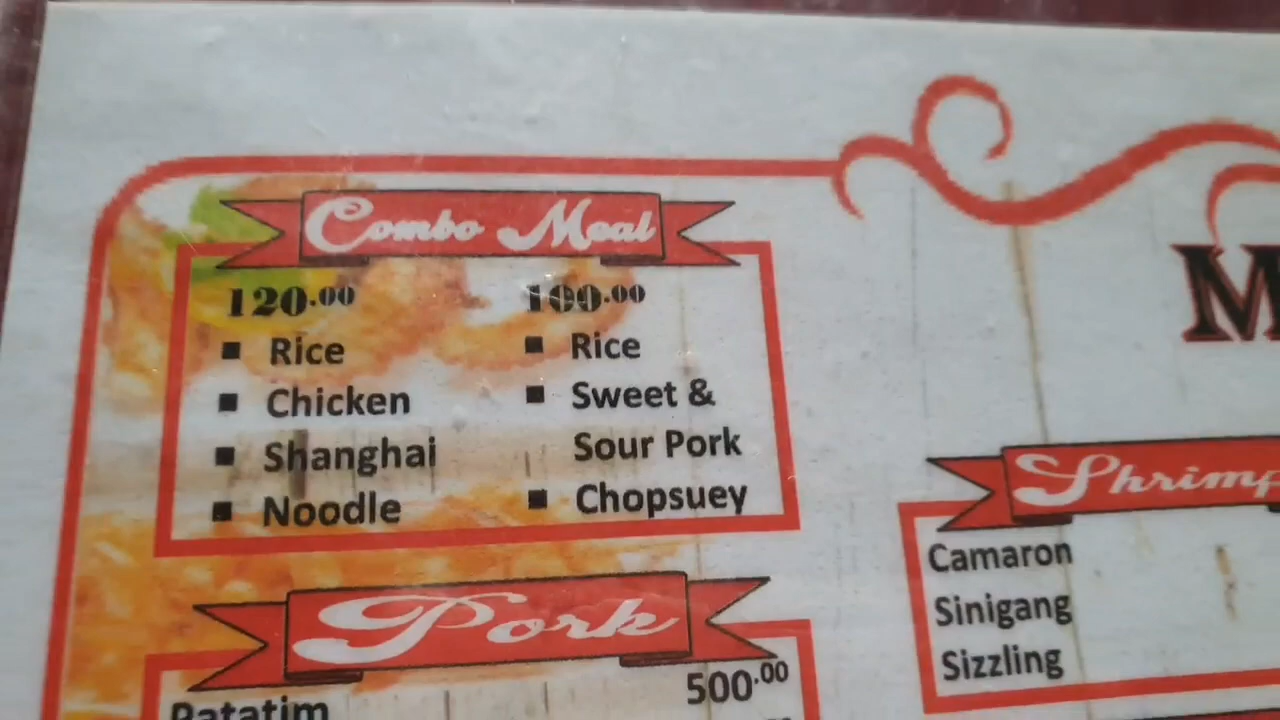 Combo Meal
120.00
Rice
Chicken
Shanghai
Noodle
100.00
Rice
Sweet &
Sour Pork
Chopsuey
Pork
Patatim
500.00
M
Shrimp
Camaron
Sinigang
Sizzling